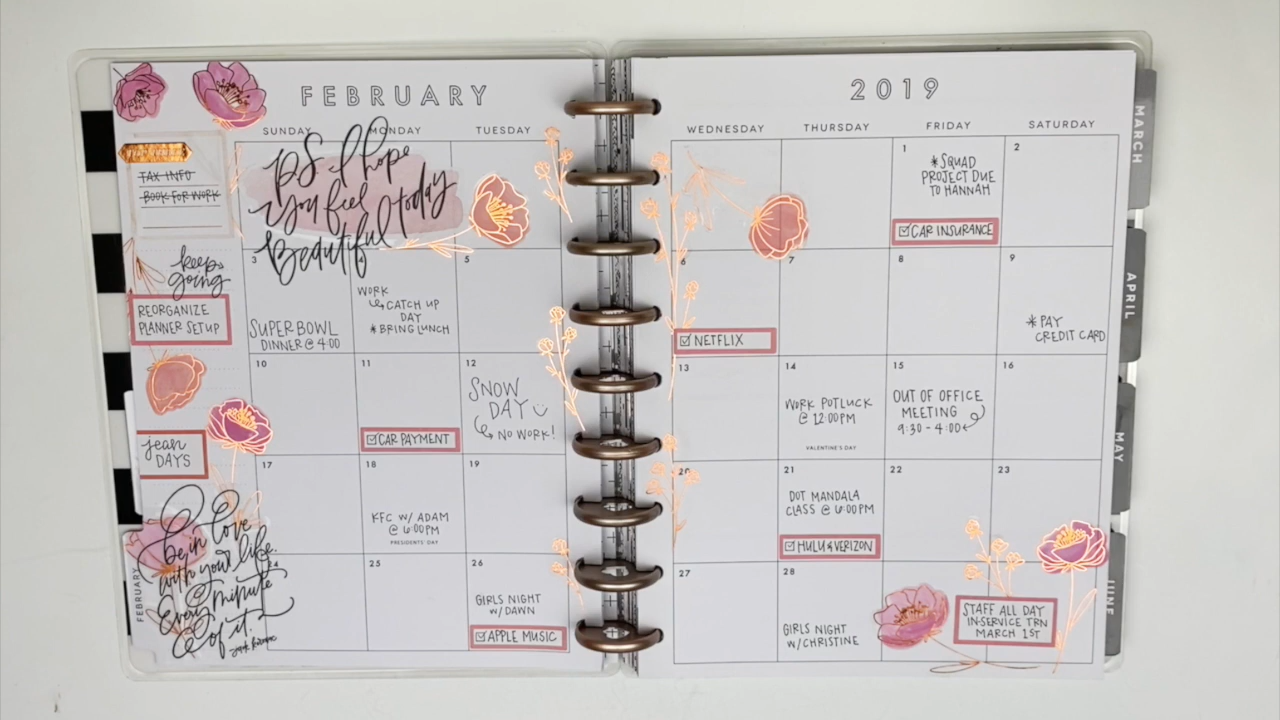 FEBRUARY
2019
SUNDAY
MONDAY
TUESDAY
WEDNESDAY
THURSDAY
FRIDAY
SATURDAY
TAX INFO
BOOK FOR WORK
keep
going
REORGANIZE
PLANNER SETUP
jean
DAYS
be in love
with your life.
Every minute
of it.
FEBRUARY
PS. I hope
you feel
Beautiful today
1
*SQUAD
PROJECT DUE
TO HANNAH
CAR INSURANCE
2
3
SUPERBOWL
DINNER @ 4:00
WORK
CATCH UP
DAY
*BRING LUNCH
5
6
NETFLIX
7
8
9
*PAY
CREDIT CARD
10
11
CAR PAYMENT
12
SNOW
DAY
NO WORK!
13
14
WORK POTLUCK
@ 12:00PM
VALENTINE'S DAY
15
OUT OF OFFICE
MEETING
9:30 - 4:00
16
17
18
KFC W/ ADAM
@ 6:00PM
PRESIDENTS' DAY
19
20
21
DOT MANDALA
CLASS @ 6:00PM
HULU & VERIZON
22
23
24
25
26
GIRLS NIGHT
W/DAWN
APPLE MUSIC
27
28
GIRLS NIGHT
W/CHRISTINE
STAFF ALL DAY
IN-SERVICE TRN
MARCH 1ST
MARCH
APRIL
MAY
JUNE